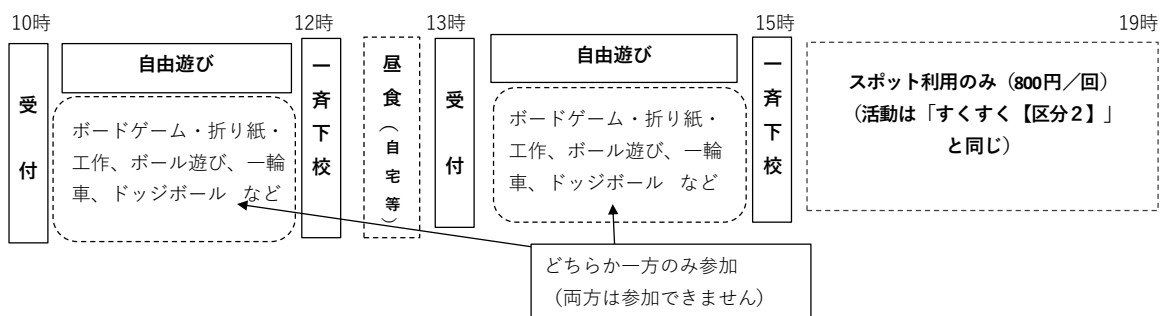 10時
12時
13時
15時
19時
受付
自由遊び
ボードゲーム・折り紙・
工作、ボール遊び、一輪
車、ドッジボール など
一斉下校
昼食(自宅等)
受付
自由遊び
ボードゲーム・折り紙・
工作、ボール遊び、一輪
車、ドッジボール など
一斉下校
スポット利用のみ（800円／回）
（活動は「すくすく【区分２】」
と同じ）
どちらか一方のみ参加
（両方は参加できません）